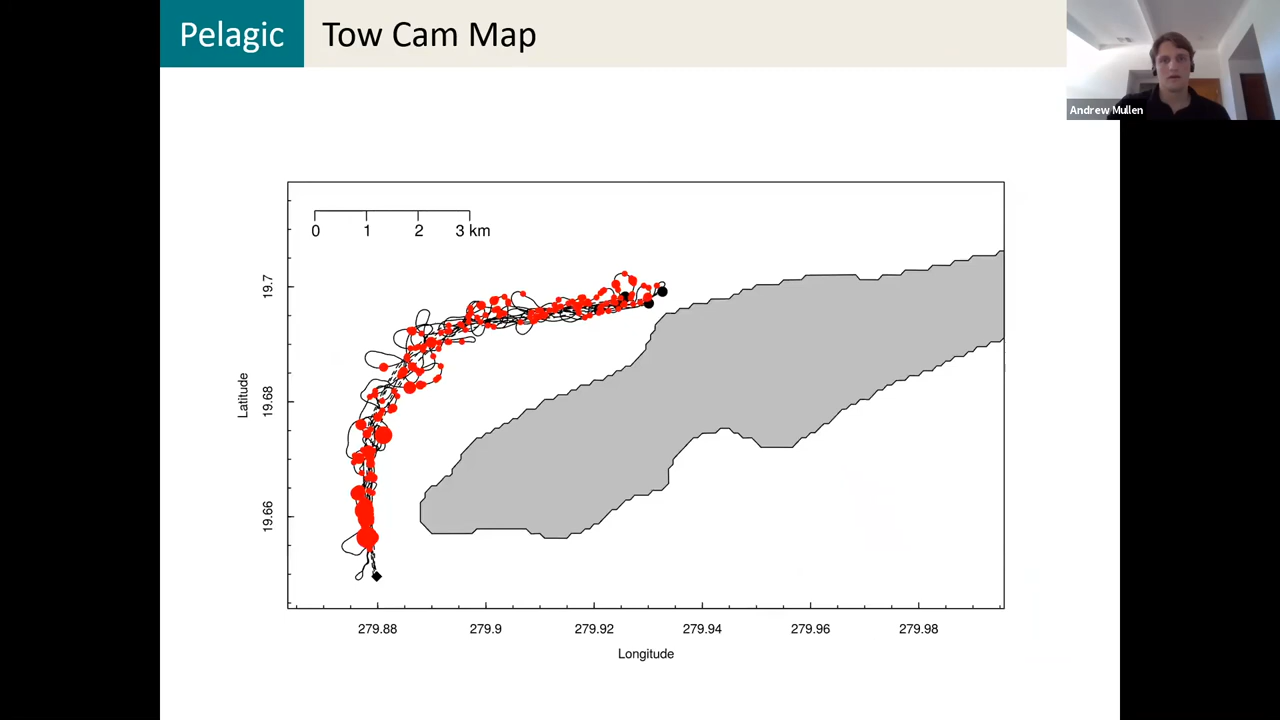 Pelagic Tow Cam Map
Andrew Mullen
0 1 2 3 km
19.7
19.68
19.66
Latitude
279.88 279.9 279.92 279.94 279.96 279.98
Longitude